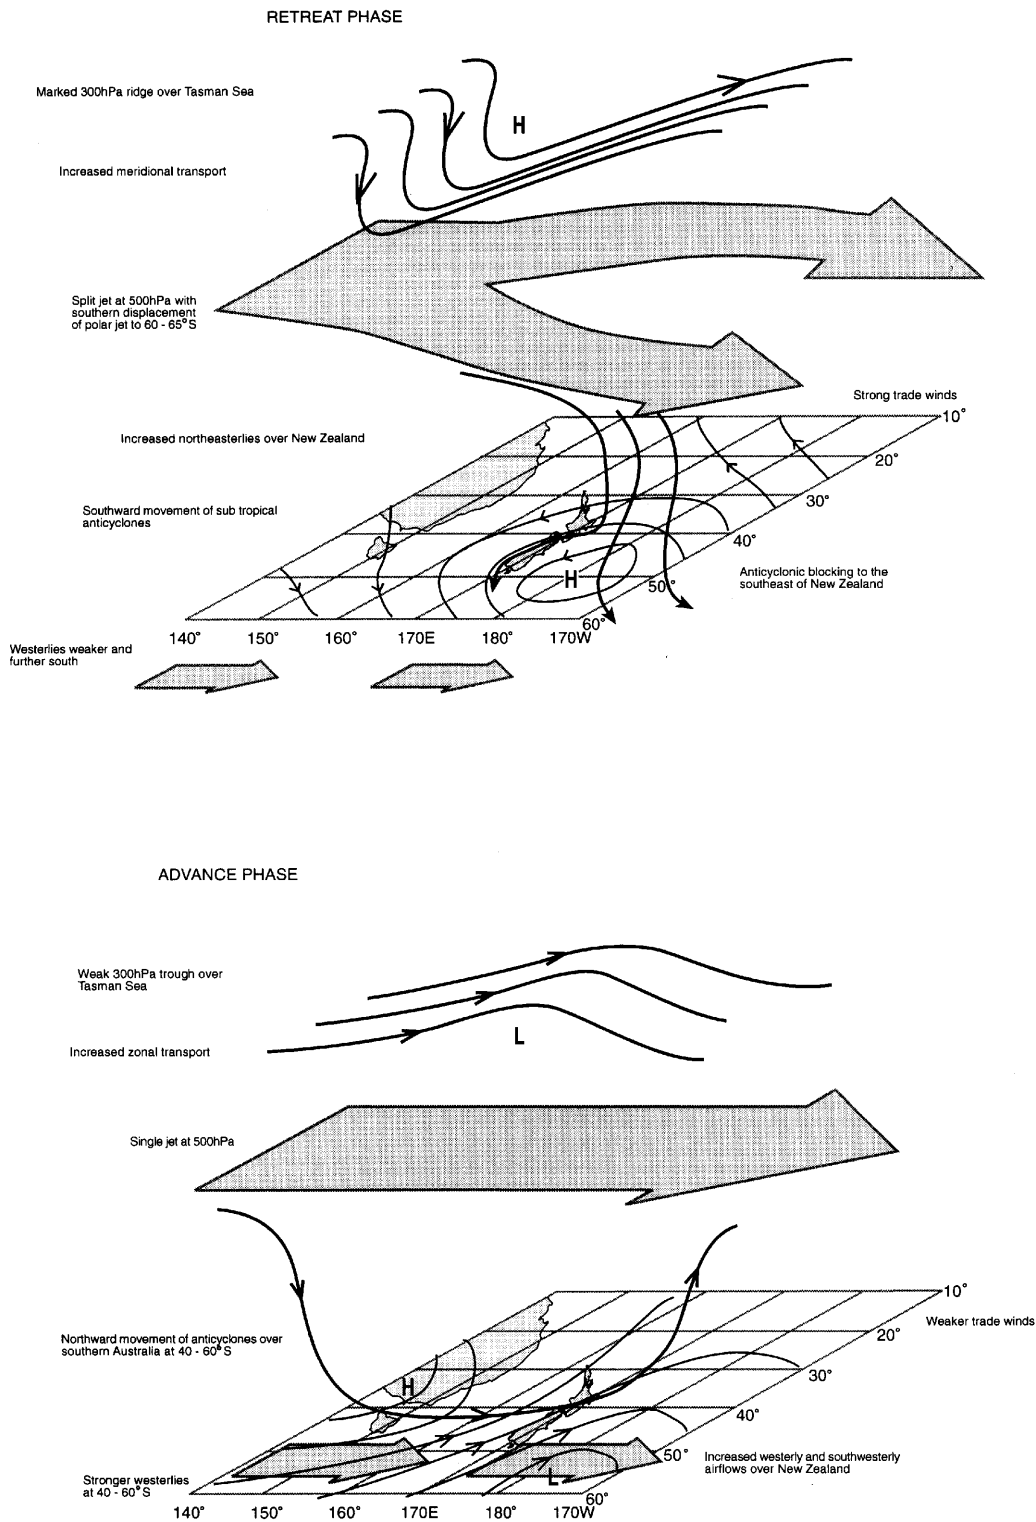 RETREAT PHASE
Marked 300hPa ridge over Tasman Sea
H
Increased meridional transport
Split jet at 500hPa with
southern displacement
of polar jet to 60 - 65°S
Strong trade winds
10°
Increased northeasterlies over New Zealand
20°
30°
Southward movement of sub tropical
anticyclones
40°
Anticyclonic blocking to the
southeast of New Zealand
H
50°
60°
140° 150° 160° 170E 180° 170W
Westerlies weaker and
further south
ADVANCE PHASE
Weak 300hPa trough over
Tasman Sea
L
Increased zonal transport
Single jet at 500hPa
10°
Weaker trade winds
20°
Northward movement of anticyclones over
southern Australia at 40 - 60°S
30°
H
40°
50°
Increased westerly and southwesterly
airflows over New Zealand
L
Stronger westerlies
at 40 - 60°S
60°
140° 150° 160° 170E 180° 170W